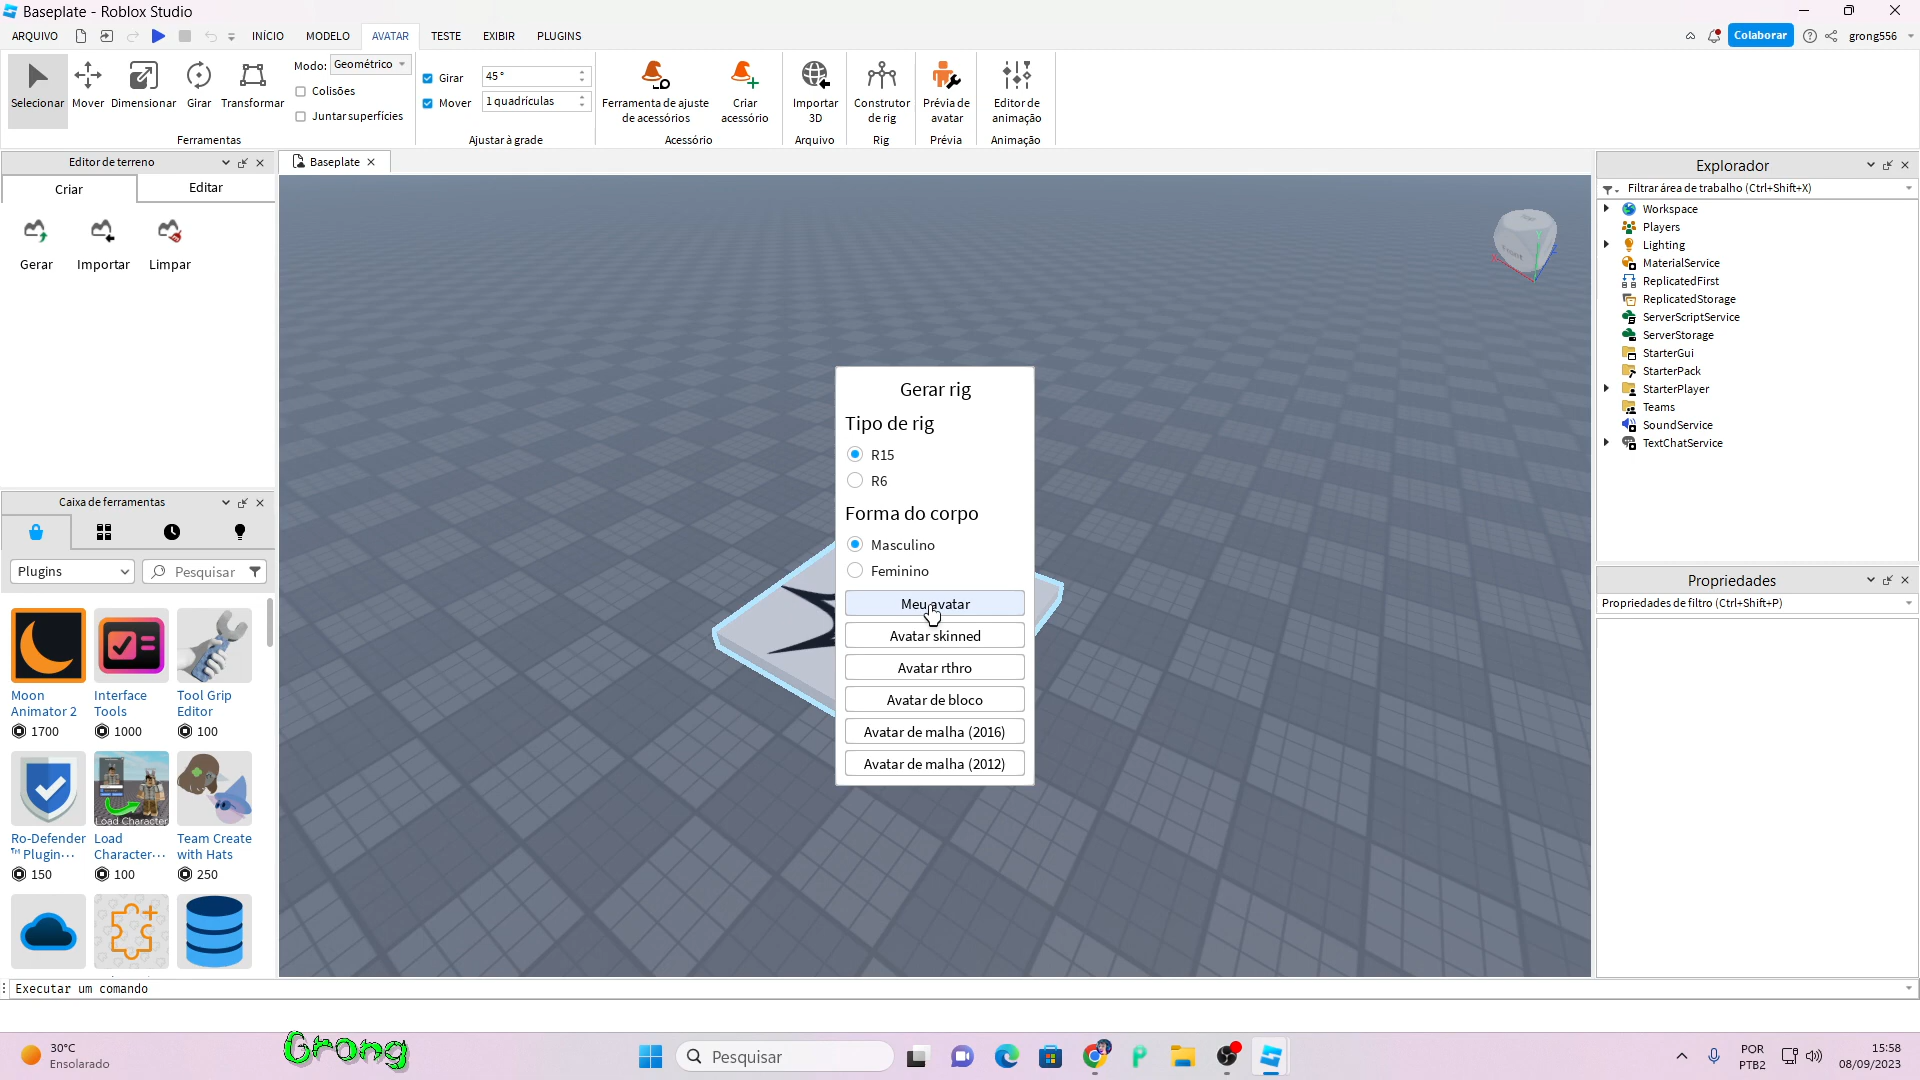 Baseplate - Roblox Studio
ARQUIVO
INÍCIO
MODELO
AVATAR
TESTE
EXIBIR
PLUGINS
Colaborar
grong556
Selecionar
Mover
Dimensionar
Girar
Transformar
Modo: Geométrico
Colisões
Juntar superfícies
Ferramentas
Girar
45°
Mover
1 quadrículas
Ajustar à grade
Ferramenta de ajuste
de acessórios
Criar
acessório
Acessório
Importar
3D
Arquivo
Construtor
de rig
Rig
Prévia de
avatar
Prévia
Editor de
animação
Animação
Editor de terreno
Criar
Editar
Gerar
Importar
Limpar
Caixa de ferramentas
Plugins
Pesquisar
Moon
Animator 2
1700
Interface
Tools
1000
Tool Grip
Editor
100
Load Character
Ro-Defender
™ Plugin...
150
Load
Character...
100
Team Create
with Hats
250
Baseplate
Gerar rig
Tipo de rig
R15
R6
Forma do corpo
Masculino
Feminino
Meu avatar
Avatar skinned
Avatar rthro
Avatar de bloco
Avatar de malha (2016)
Avatar de malha (2012)
Explorador
Filtrar área de trabalho (Ctrl+Shift+X)
Workspace
Players
Lighting
MaterialService
ReplicatedFirst
ReplicatedStorage
ServerScriptService
ServerStorage
StarterGui
StarterPack
StarterPlayer
Teams
SoundService
TextChatService
Propriedades
Propriedades de filtro (Ctrl+Shift+P)
Executar um comando
30°C
Ensolarado
Grong
Pesquisar
POR
PTB2
15:58
08/09/2023